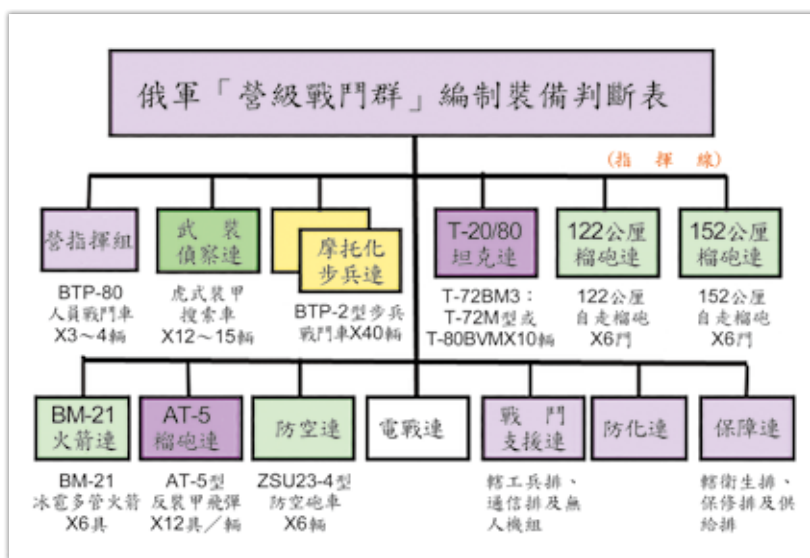 俄軍「營級戰鬥群」編制裝備判斷表
(指揮線)
營指揮組
武裝
偵察連
摩托化
步兵連
T-20/80
坦克連
122公厘
榴砲連
152公厘
榴砲連
BTP-80
人員戰鬥車
X3～4輛
虎式裝甲
搜索車
X12～15輛
BTP-2型步兵
戰鬥車X40輛
T-72BM3：
T-72M型或
T-80BVMX10輛
122公厘
自走榴砲
X6門
152公厘
自走榴砲
X6門
BM-21
火箭連
AT-5
榴砲連
防空連
電戰連
戰鬥
支援連
防化連
保障連
BM-21
冰雹多管火箭
X6具
AT-5型
反裝甲飛彈
X12具／輛
ZSU23-4型
防空砲車
X6輛
轄工兵排、
通信排及無
人機組
轄衛生排、
保修排及供
給排